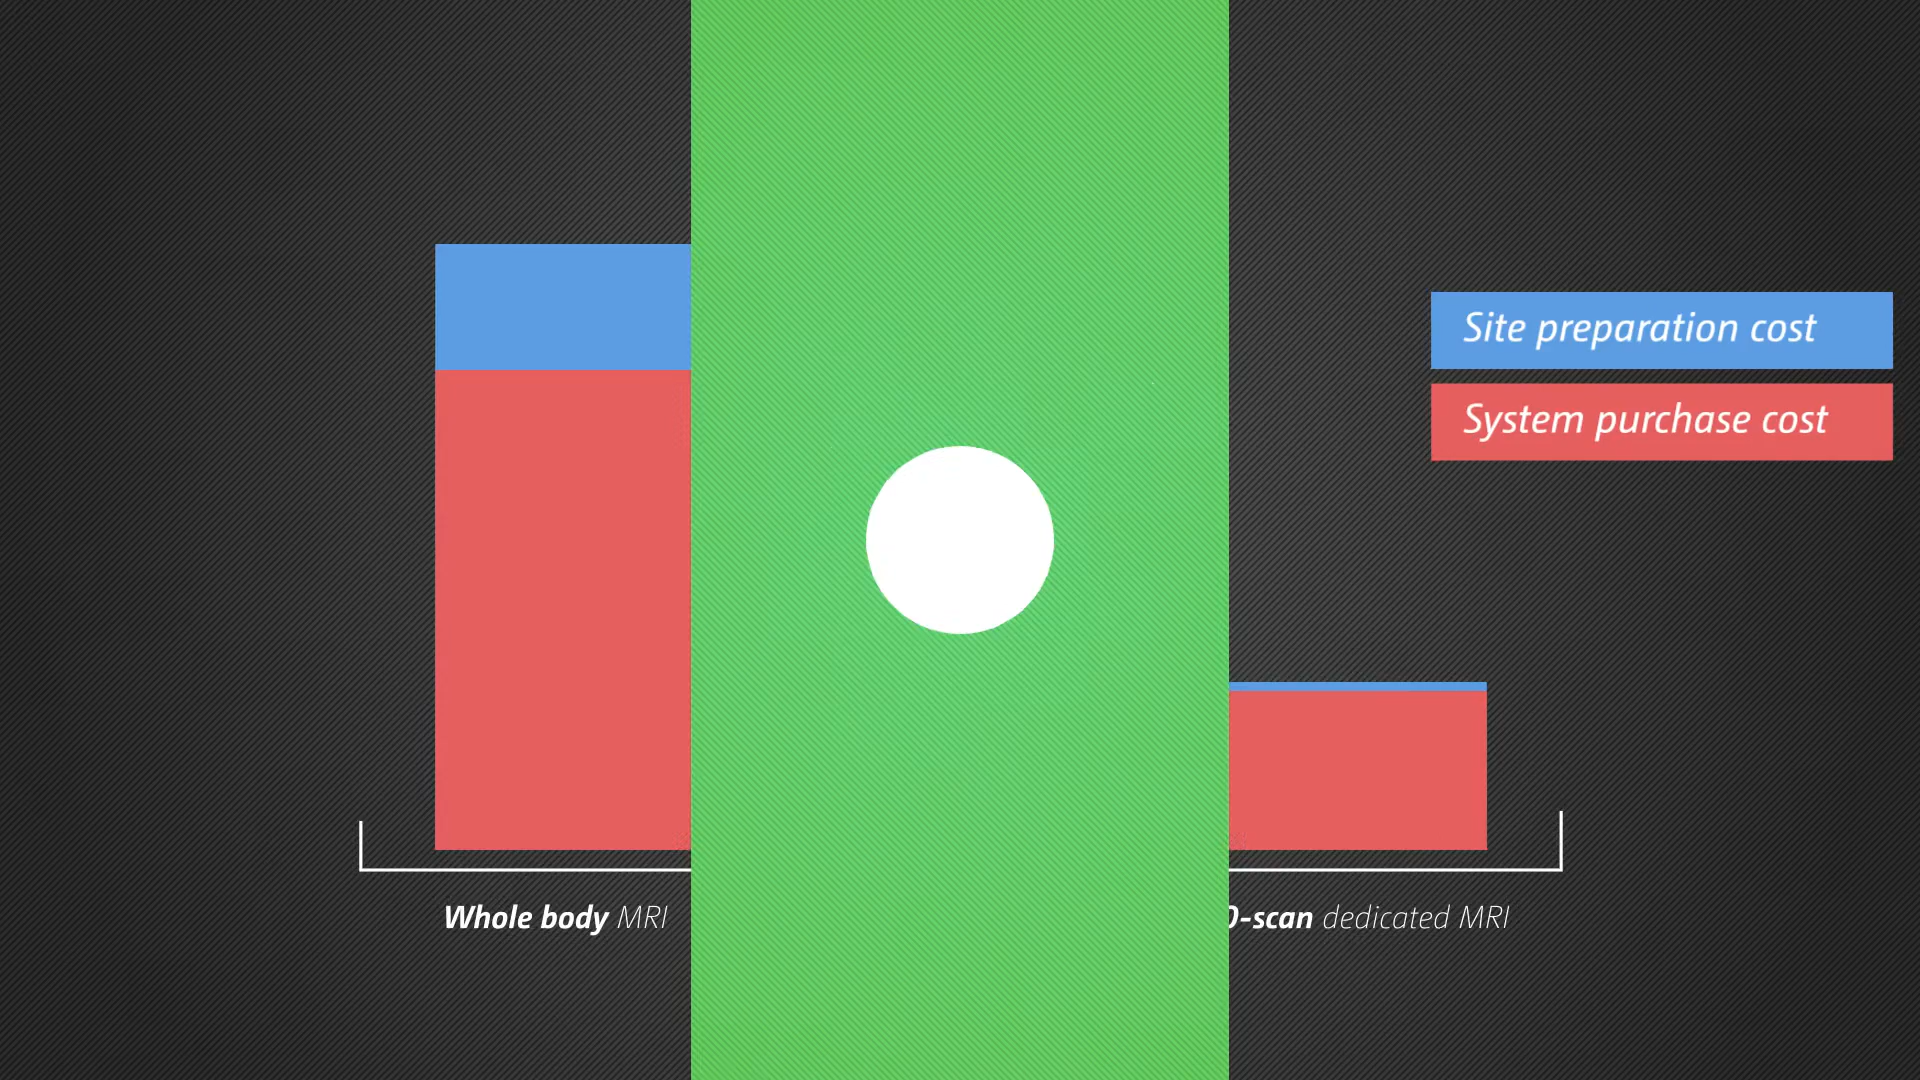 Site preparation cost
System purchase cost
Whole body MRI
O-scan dedicated MRI